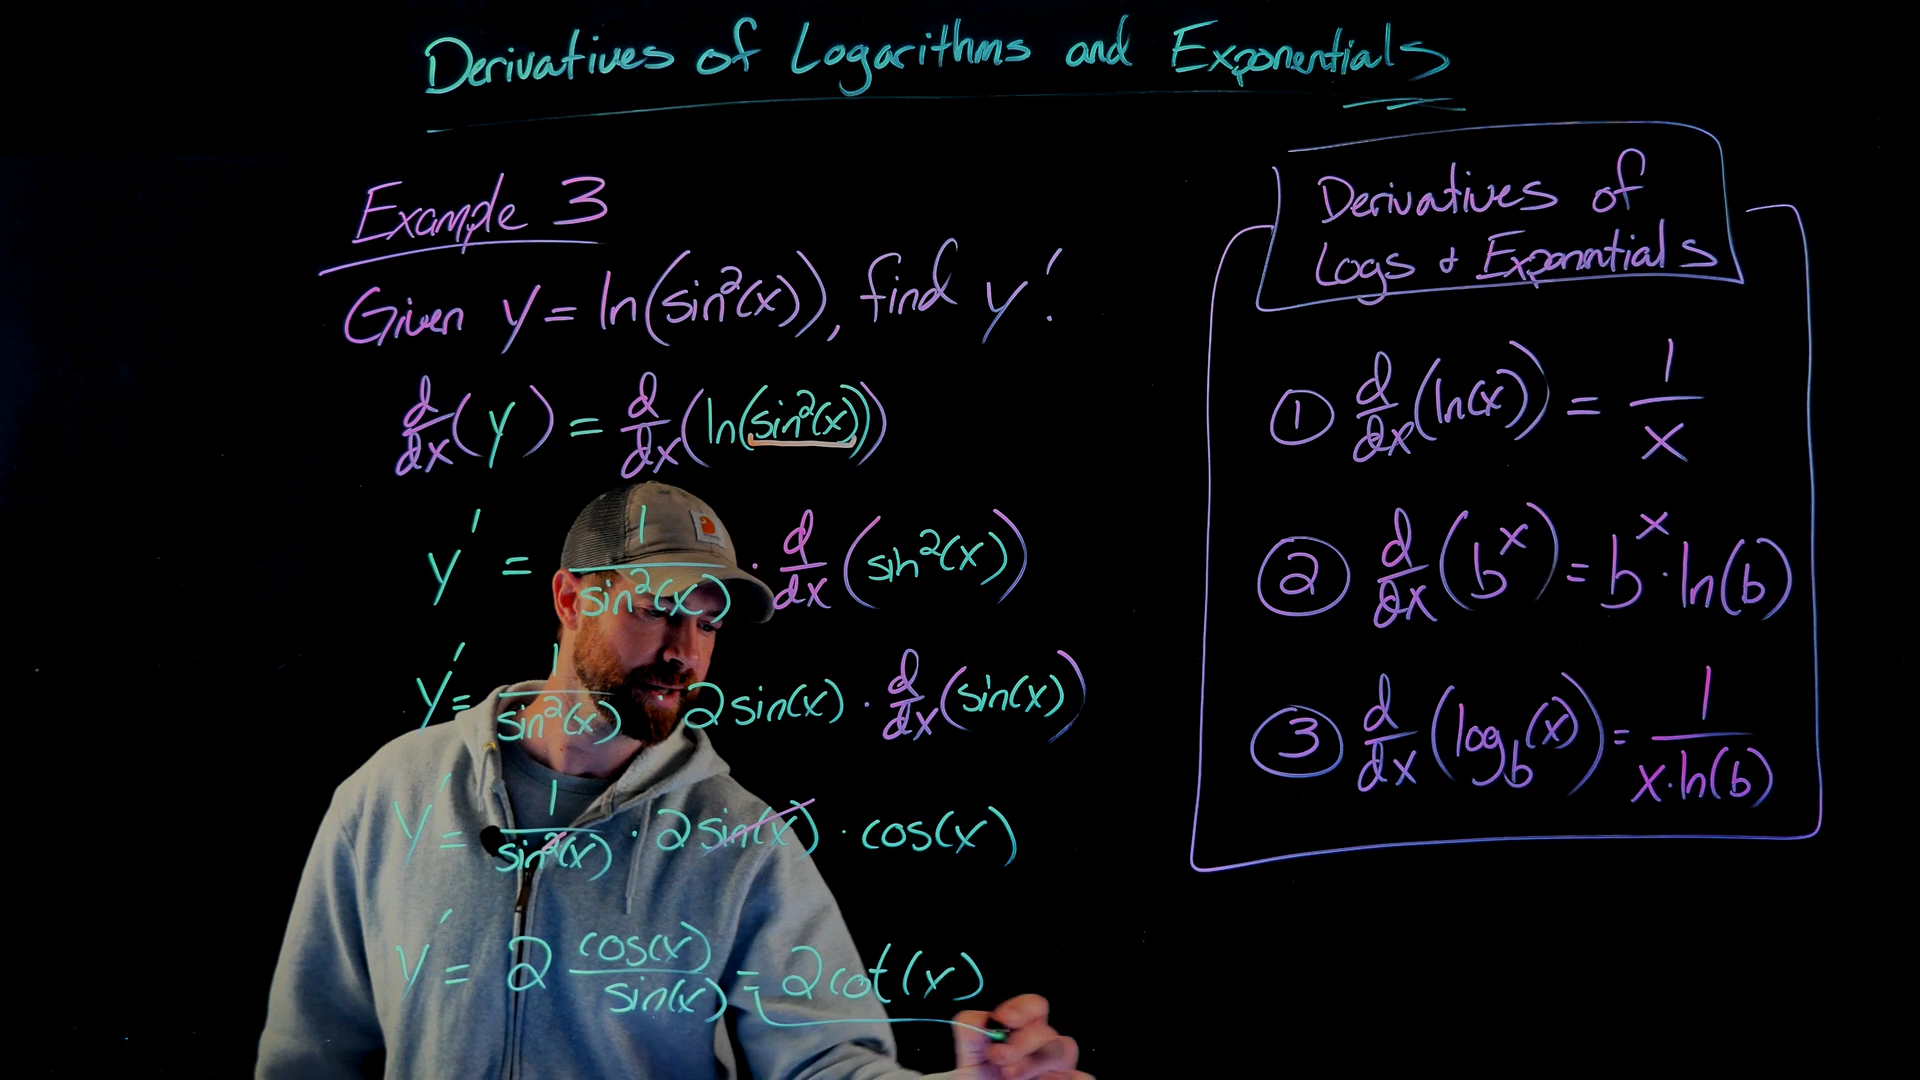 Derivatives of Logarithms and Exponentials
Example 3
Given y = ln(sin²(x)), find y'.
d/dx(y) = d/dx(ln(sin²(x)))
y' = 1/sin²(x) · d/dx(sin²(x))
y' = 1/sin²(x) · 2sin(x) · d/dx(sin(x))
y' = 1/sin²(x) · 2sin(x) · cos(x)
y' = 2 cos(x)/sin(x) = 2cot(x)
Derivatives of
Logs & Exponentials
① d/dx(ln(x)) = 1/x
② d/dx(b^x) = b^x · ln(b)
③ d/dx(log_b(x)) = 1/(x·ln(b))